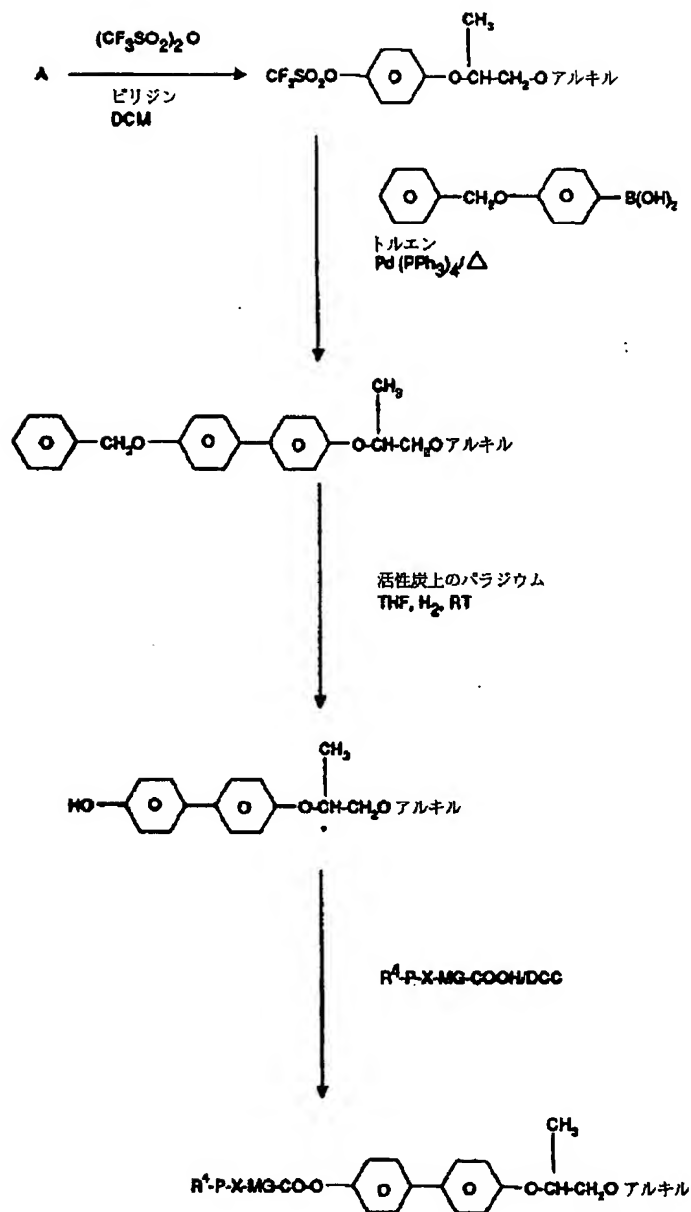 (CF₃SO₂)₂O
A
ピリジン
DCM
CF₃SO₂O
CH₃
O-CH-CH₂O アルキル
CH₂O
B(OH)₂
トルエン
Pd(PPh₃)₄/△
CH₃
CH₂O
O-CH-CH₂O アルキル
活性炭上のパラジウム
THF, H₂, RT
CH₃
HO
O-CH-CH₂O アルキル
*
R⁴-P-X-MG-COOH/DCC
CH₃
R⁴-P-X-MG-CO-O
O-CH-CH₂O アルキル